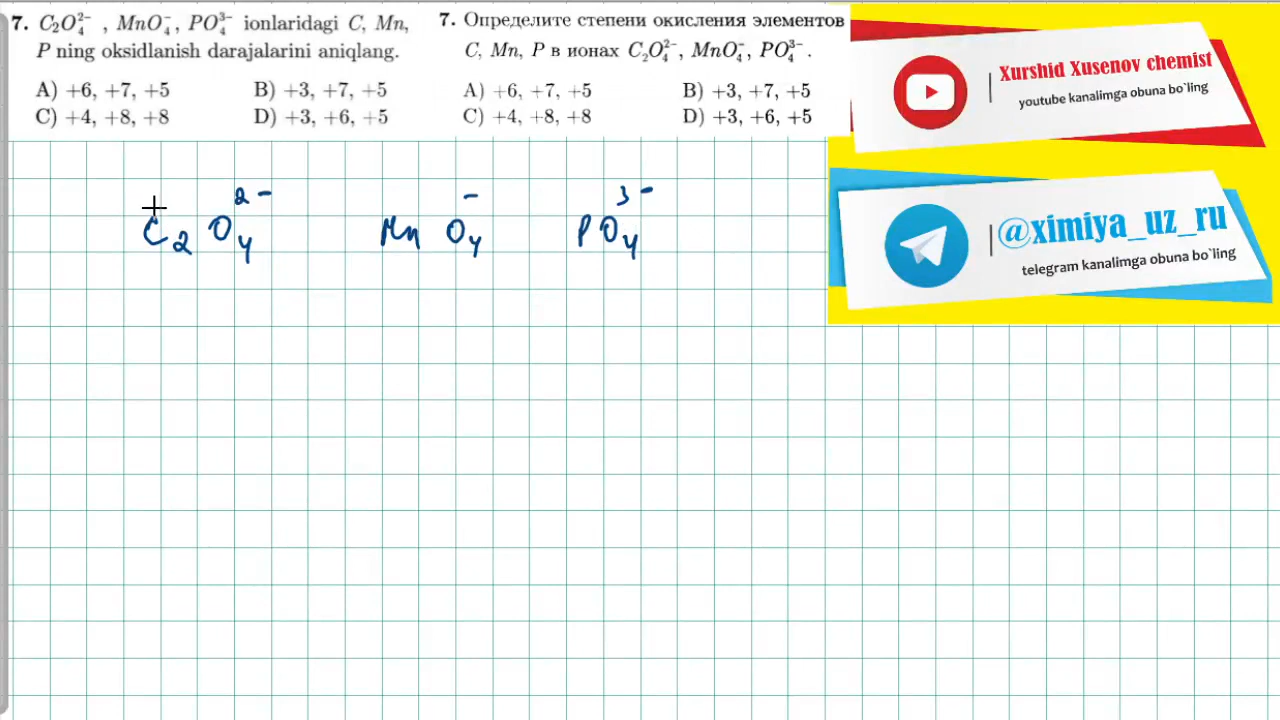 7. C₂O₄²⁻ , MnO₄⁻, PO₄³⁻ ionlaridagi C, Mn,
P ning oksidlanish darajalarini aniqlang.
A) +6, +7, +5 B) +3, +7, +5
C) +4, +8, +8 D) +3, +6, +5
7. Определите степени окисления элементов
C, Mn, P в ионах C₂O₄²⁻, MnO₄⁻, PO₄³⁻.
A) +6, +7, +5 B) +3, +7, +5
C) +4, +8, +8 D) +3, +6, +5
Xurshid Xusenov chemist
youtube kanalimga obuna bo`ling
@ximiya_uz_ru
telegram kanalimga obuna bo`ling
C₂O₄²⁻ MnO₄⁻ PO₄³⁻